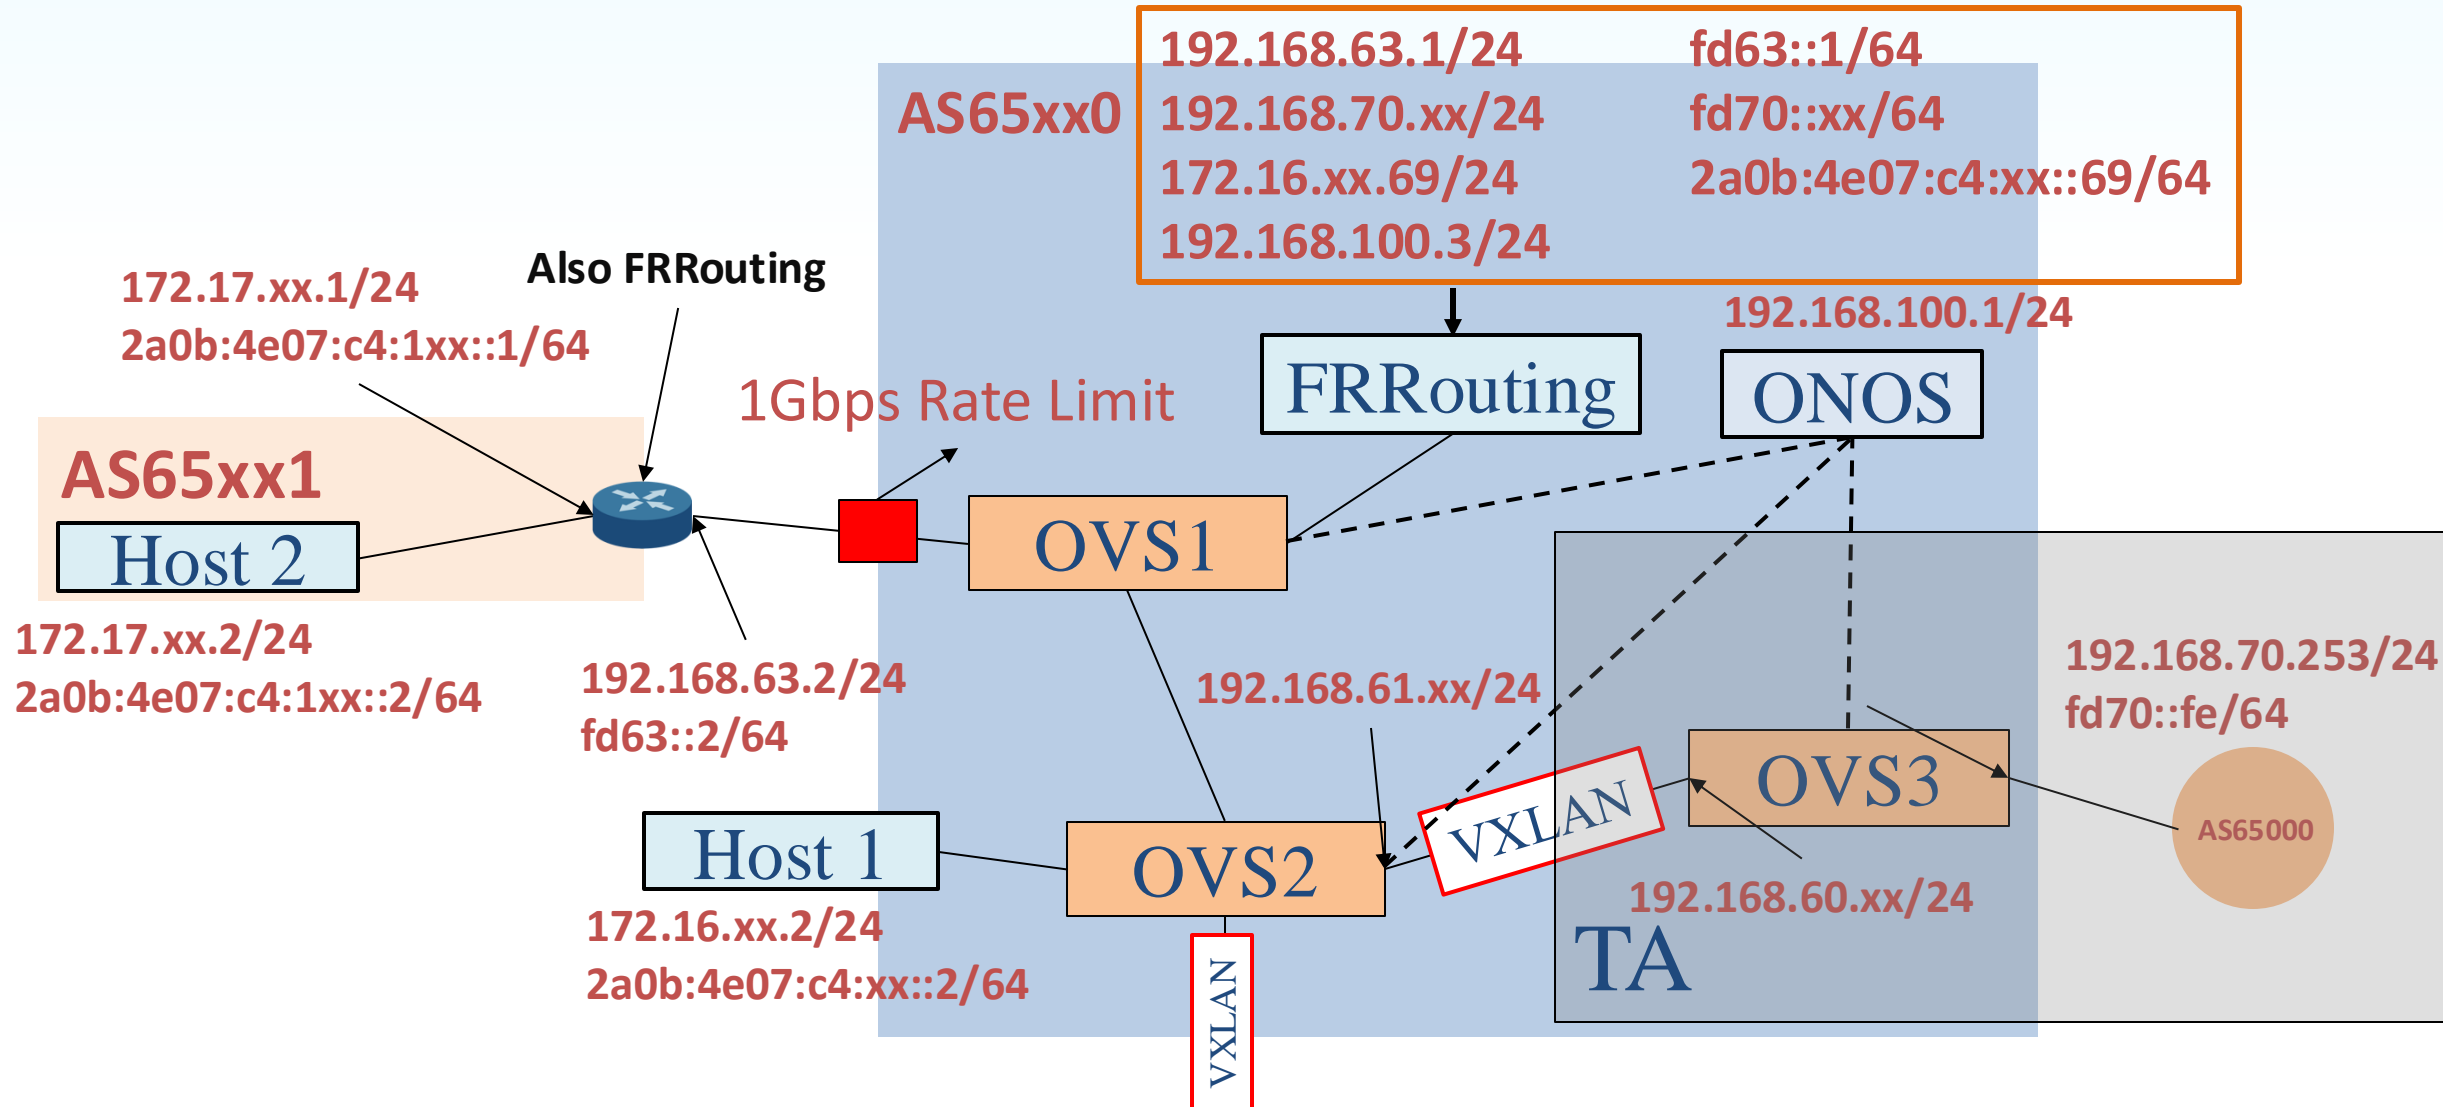 192.168.63.1/24 fd63::1/64
AS65xx0 192.168.70.xx/24 fd70::xx/64
172.16.xx.69/24 2a0b:4e07:c4:xx::69/64
192.168.100.3/24
Also FRRouting
172.17.xx.1/24
2a0b:4e07:c4:1xx::1/64
192.168.100.1/24
1Gbps Rate Limit
FRRouting
ONOS
AS65xx1
Host 2
OVS1
172.17.xx.2/24
2a0b:4e07:c4:1xx::2/64
192.168.63.2/24
fd63::2/64
192.168.61.xx/24
192.168.70.253/24
fd70::fe/64
VXLAN
OVS3
AS65000
Host 1
OVS2
192.168.60.xx/24
172.16.xx.2/24
2a0b:4e07:c4:xx::2/64
TA
VXLAN